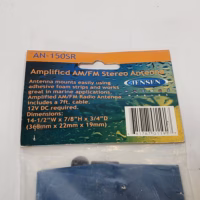 AN-150SR
Amplified AM/FM Stereo Antenna
JENSEN
Antenna mounts easily using
adhesive foam strips and works
great in marine applications.
Amplified AM/FM Radio Antenna
Includes a 7ft. cable.
12V DC required.
Dimensions:
14-1/2"W x 7/8"H x 3/4"D
(368mm x 22mm x 19mm)